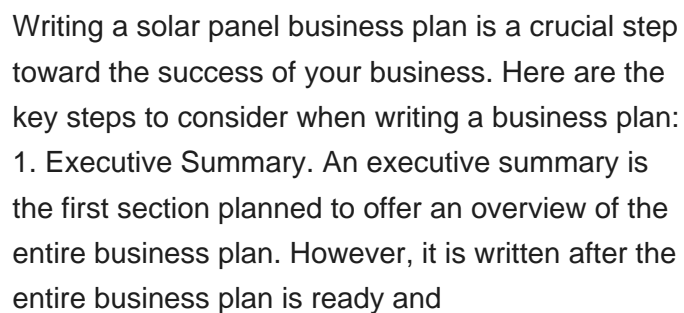 Writing a solar panel business plan is a crucial step
toward the success of your business. Here are the
key steps to consider when writing a business plan:
1. Executive Summary. An executive summary is
the first section planned to offer an overview of the
entire business plan. However, it is written after the
entire business plan is ready and